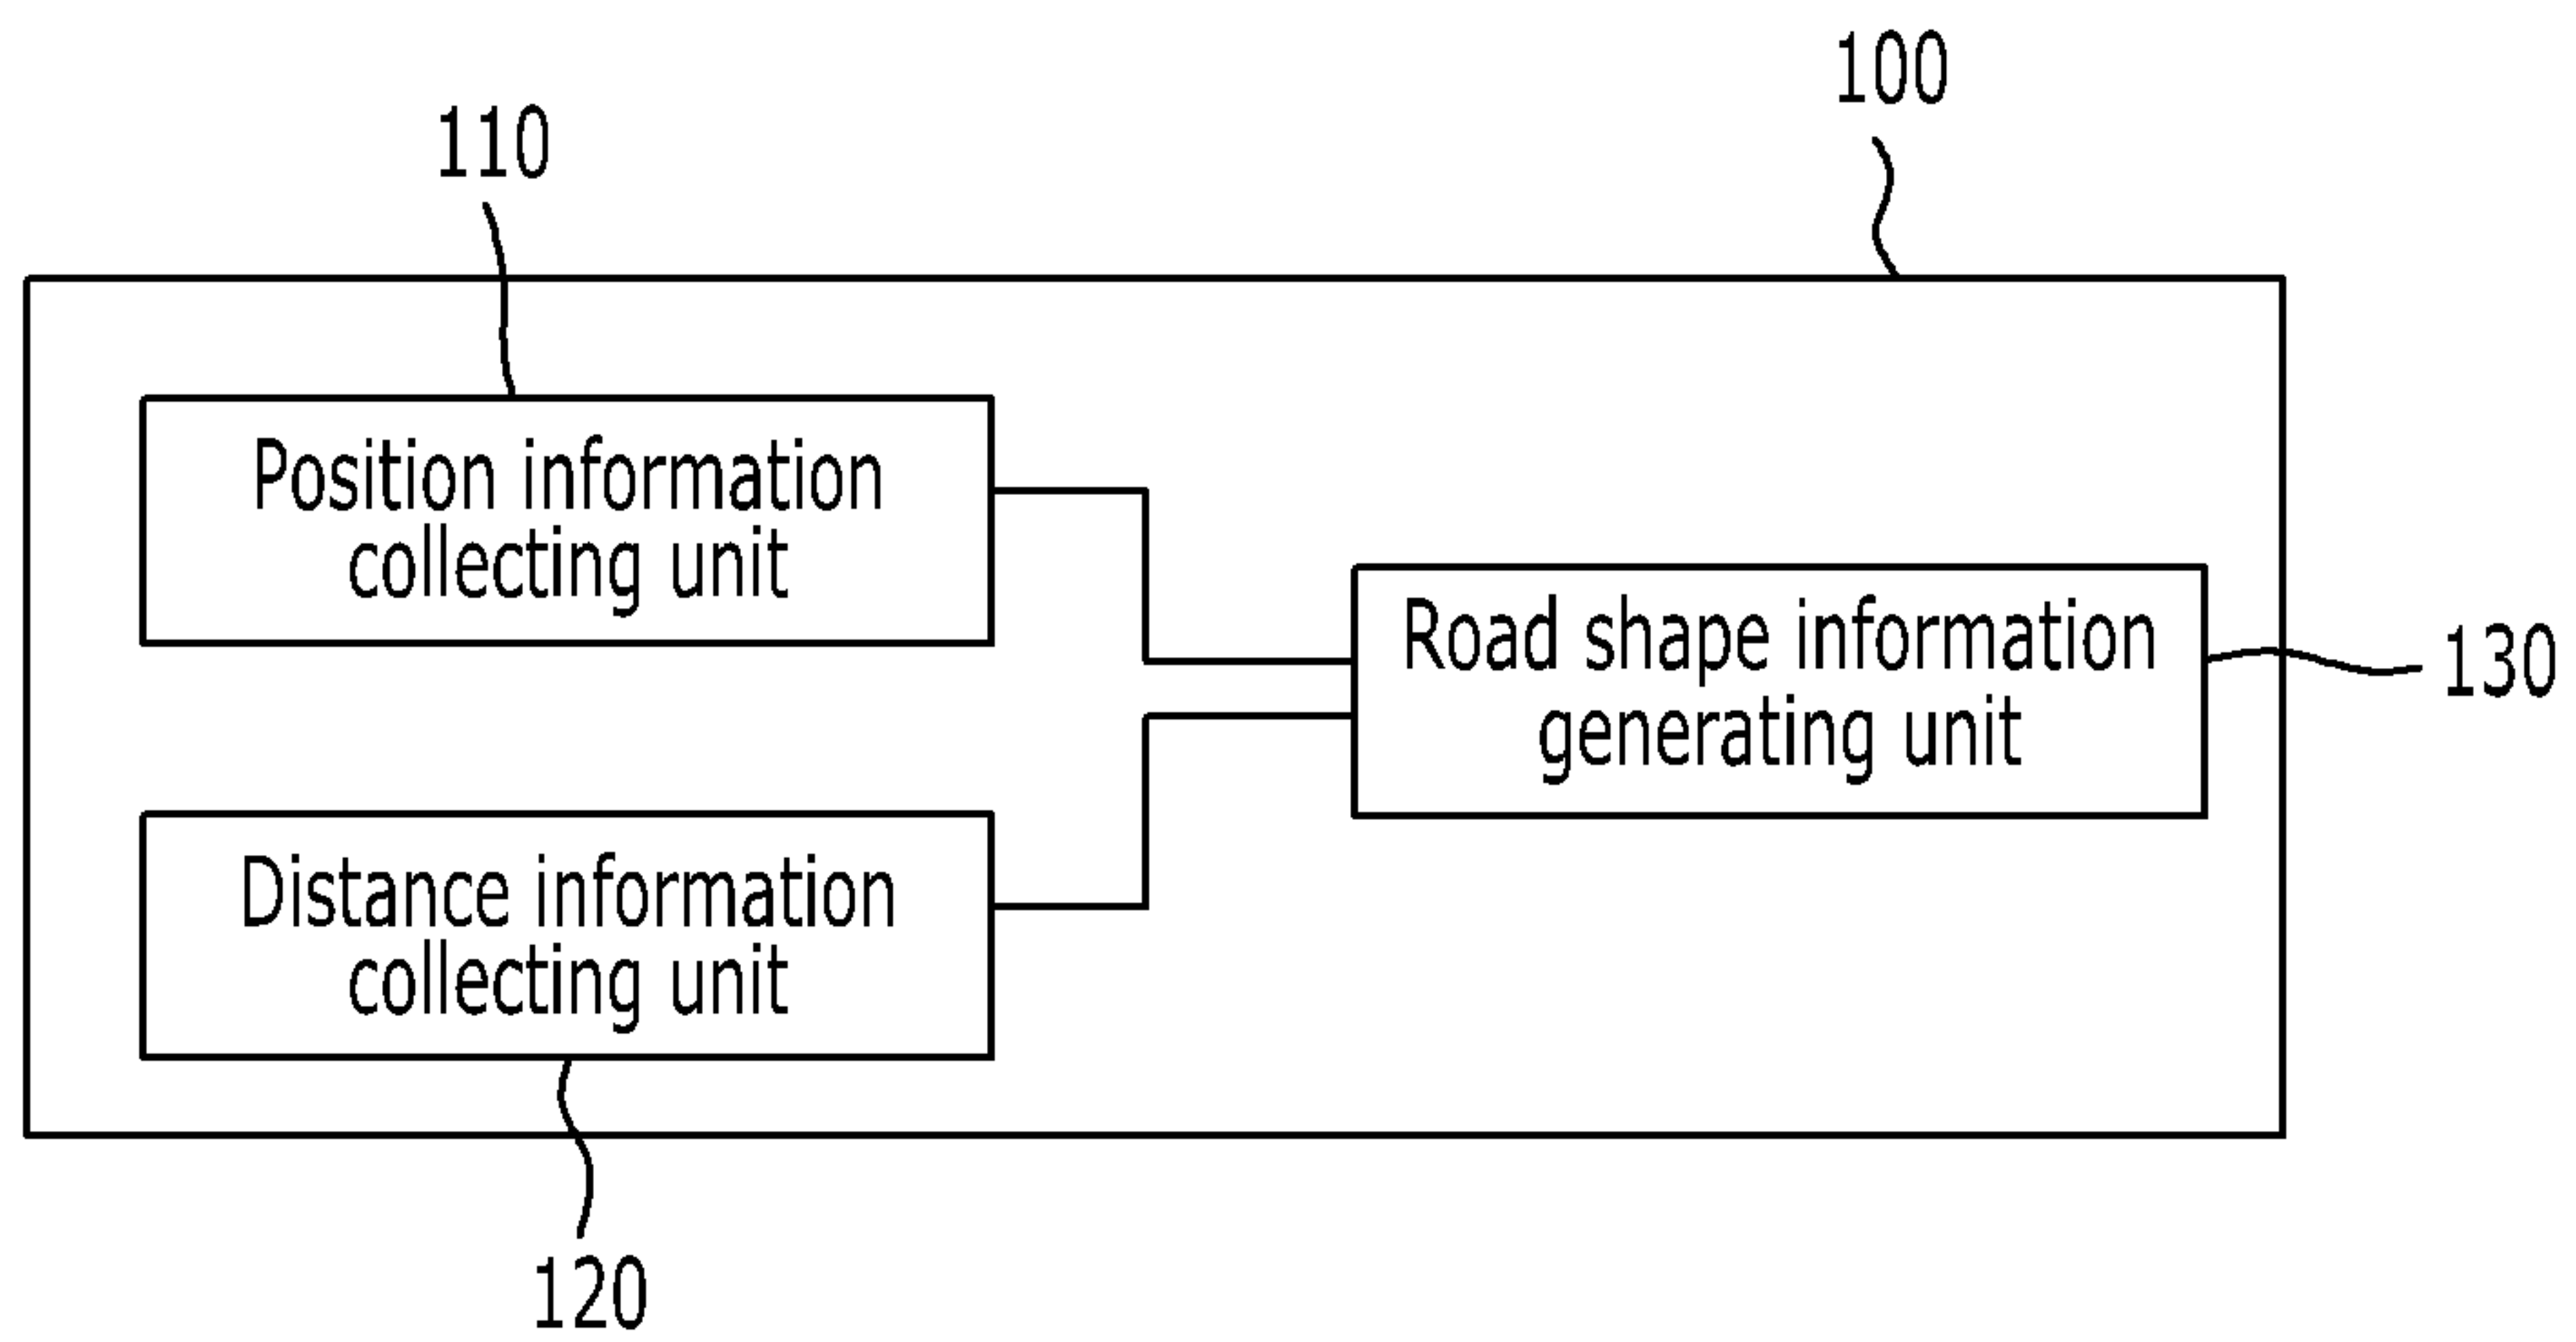 100
110
Position information
collecting unit
Road shape information
generating unit
130
Distance information
collecting unit
120